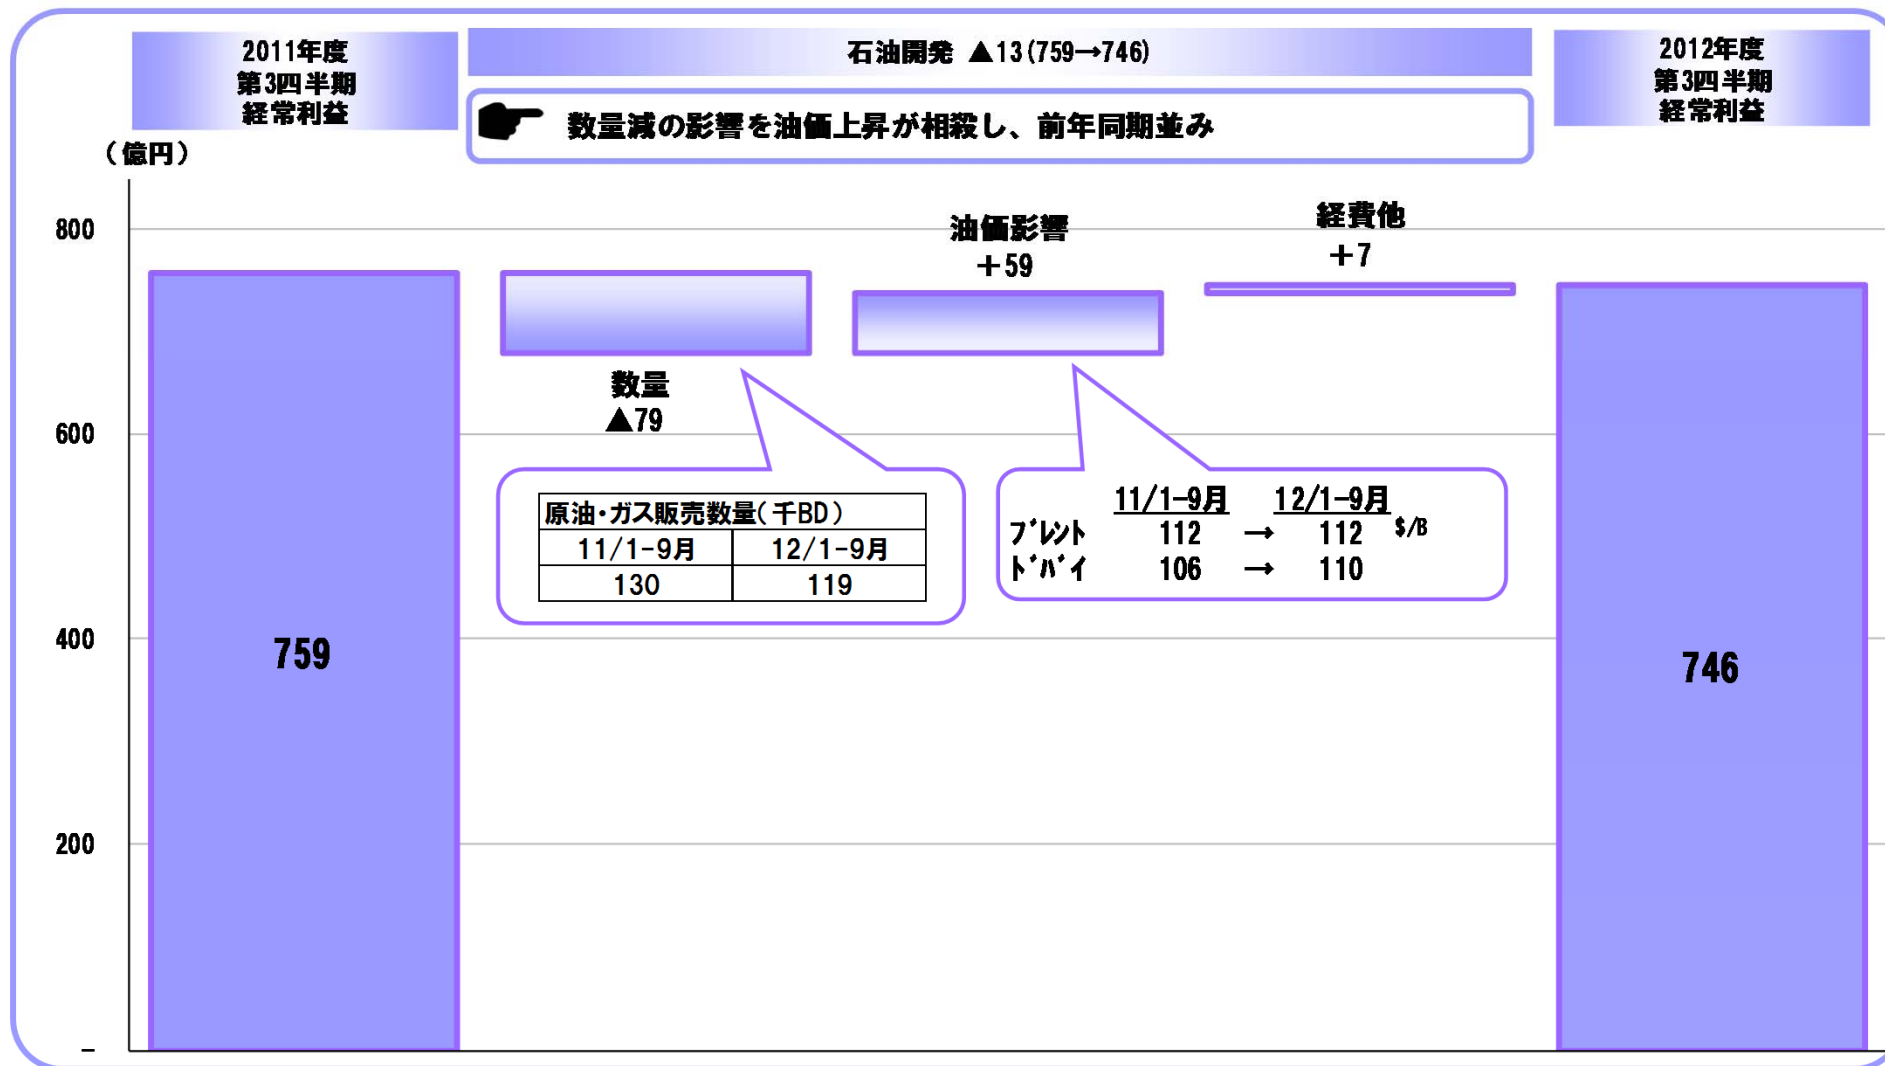 2011年度
第3四半期
経常利益
石油開発 ▲13(759→746)
2012年度
第3四半期
経常利益
数量減の影響を油価上昇が相殺し、前年同期並み
(億円)
800
油価影響
+59
経費他
+7
数量
▲79
600
原油・ガス販売数量(千BD)
11/1-9月 12/1-9月
130 119
11/1-9月 12/1-9月
ブレント 112 → 112 $/B
ドバイ 106 → 110
400
759
746
200
-